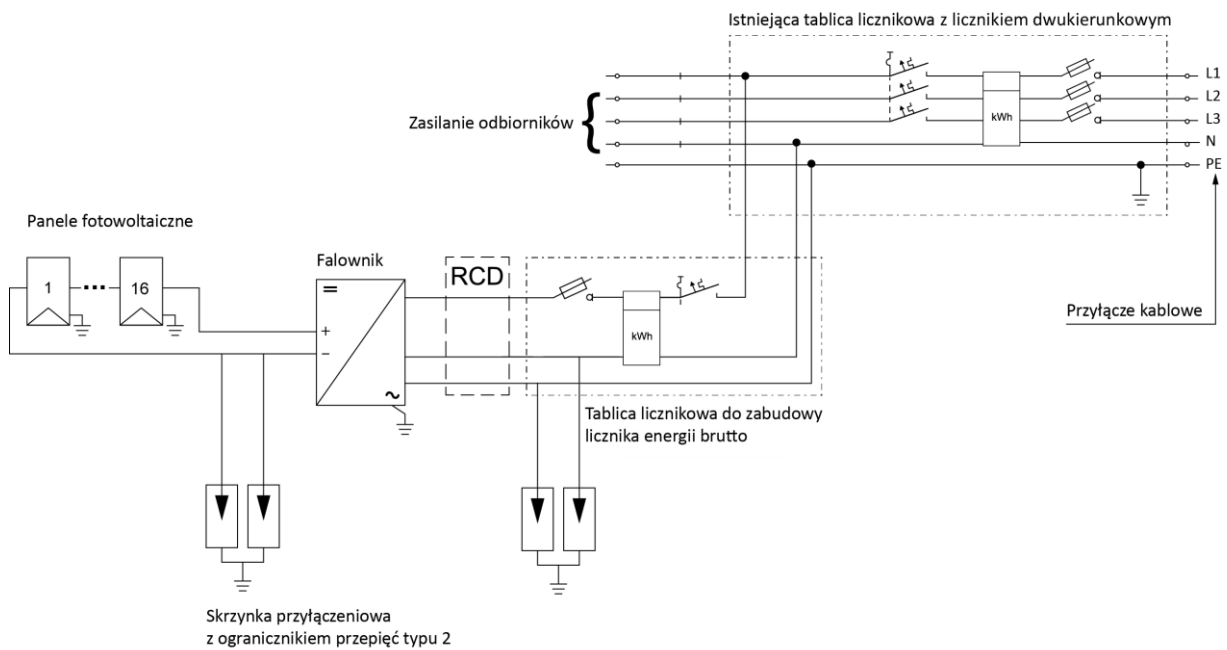 Istniejąca tablica licznikowa z licznikiem dwukierunkowym
L1
L2
L3
N
PE
kWh
Zasilanie odbiorników
Przyłącze kablowe
Panele fotowoltaiczne
1
16
Falownik
RCD
kWh
Tablica licznikowa do zabudowy
licznika energii brutto
Skrzynka przyłączeniowa
z ogranicznikiem przepięć typu 2